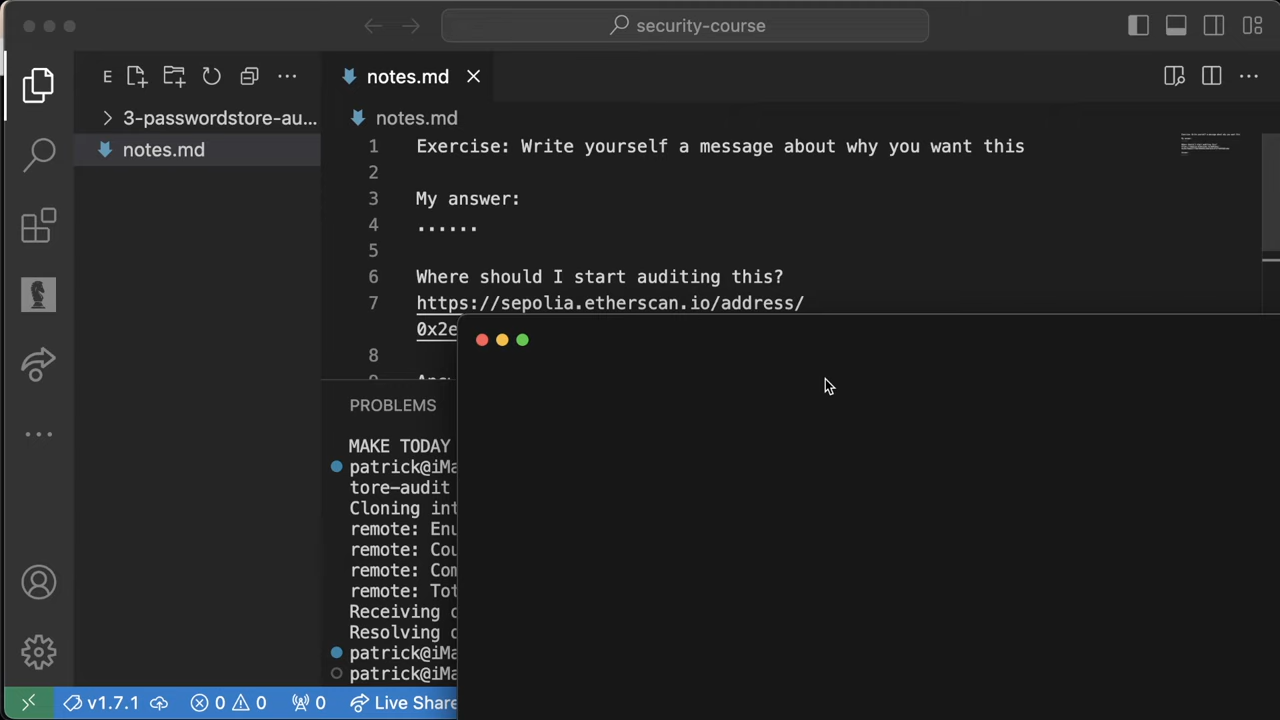 security-course
E
notes.md
3-passwordstore-au...
notes.md
notes.md
1 Exercise: Write yourself a message about why you want this
2
3 My answer:
4 ......
5
6 Where should I start auditing this?
7 https://sepolia.etherscan.io/address/
0x2e
8
PROBLEMS
MAKE TODAY
patrick@iMa
tore-audit
Cloning int
remote: Enu
remote: Cou
remote: Com
remote: Tot
Receiving o
Resolving d
patrick@iMa
patrick@iMa
v1.7.1 0 0 0 Live Share